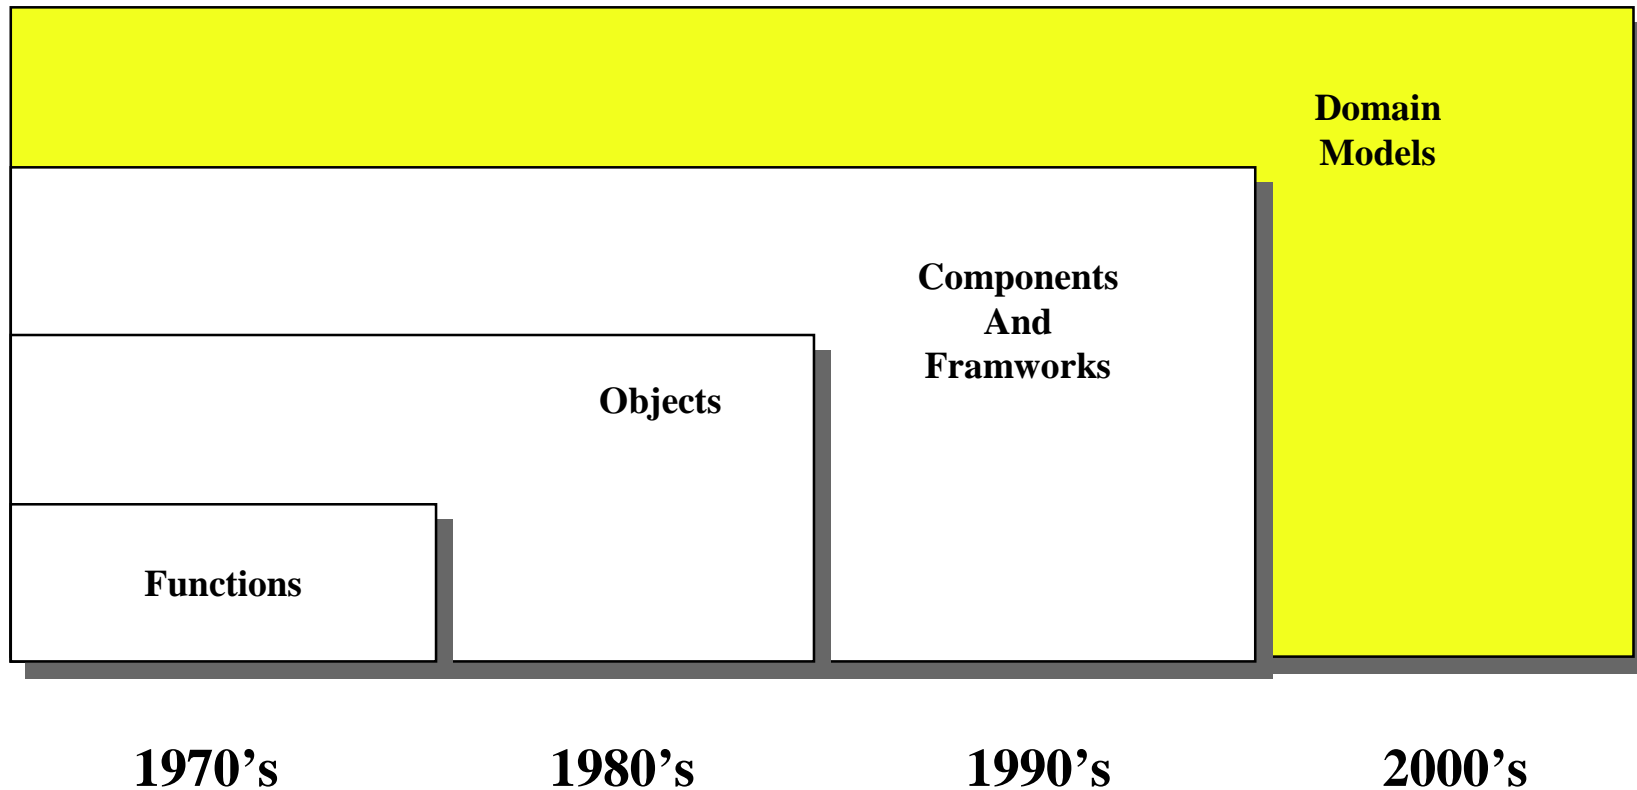 Domain
Models
Components
And
Framworks
Objects
Functions
1970’s
1980’s
1990’s
2000’s